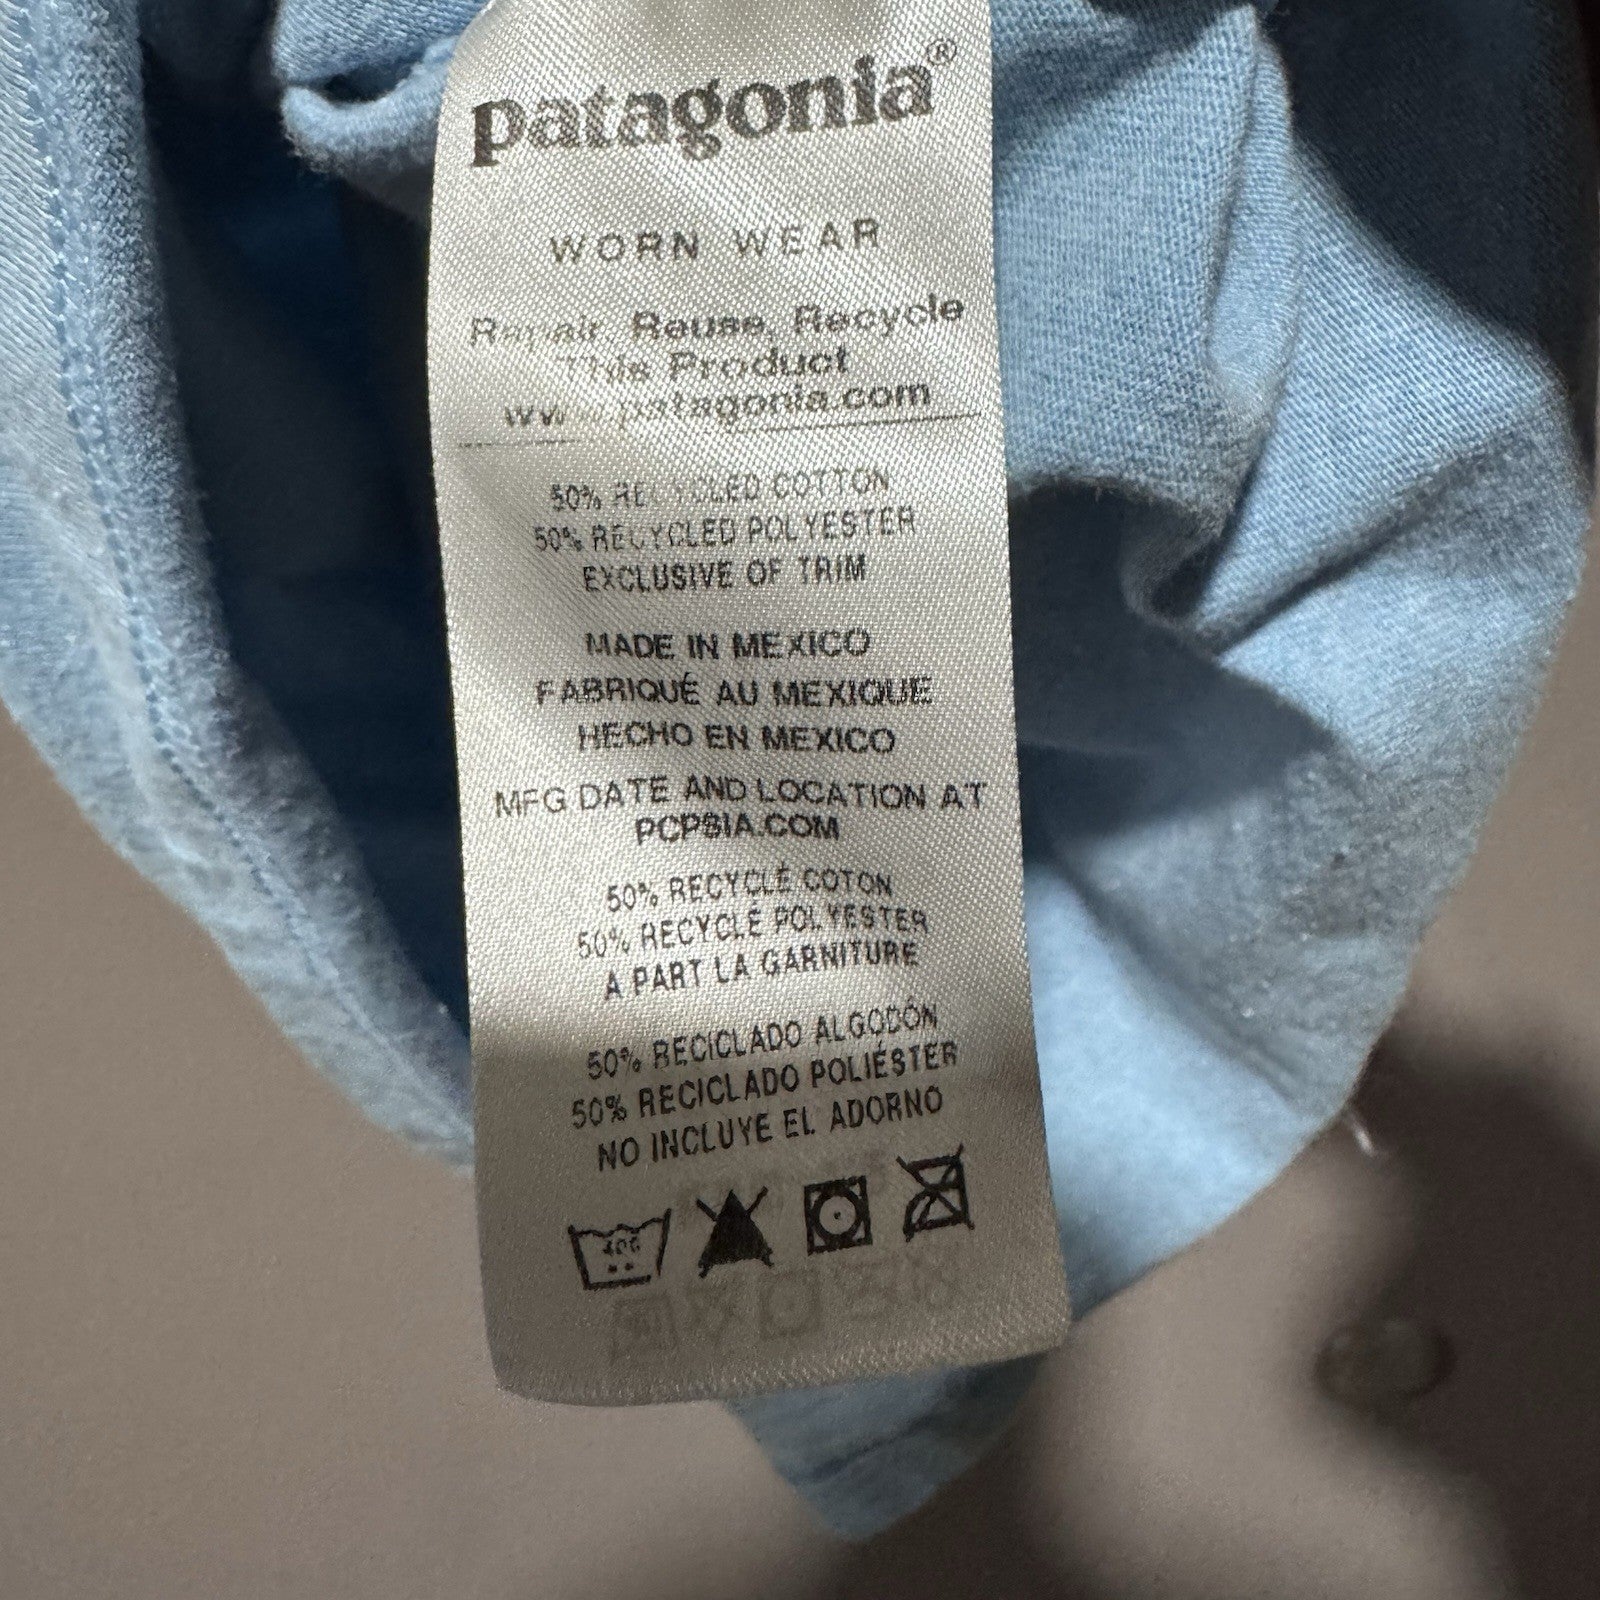 patagonia®
WORN WEAR
Repair, Reuse, Recycle
This Product
www.patagonia.com
50% RECYCLED COTTON
50% RECYCLED POLYESTER
EXCLUSIVE OF TRIM
MADE IN MEXICO
FABRIQUÉ AU MEXIQUE
HECHO EN MEXICO
MFG DATE AND LOCATION AT
PCPSIA.COM
50% RECYCLÉ COTON
50% RECYCLÉ POLYESTER
A PART LA GARNITURE
50% RECICLADO ALGODÓN
50% RECICLADO POLIÉSTER
NO INCLUYE EL ADORNO